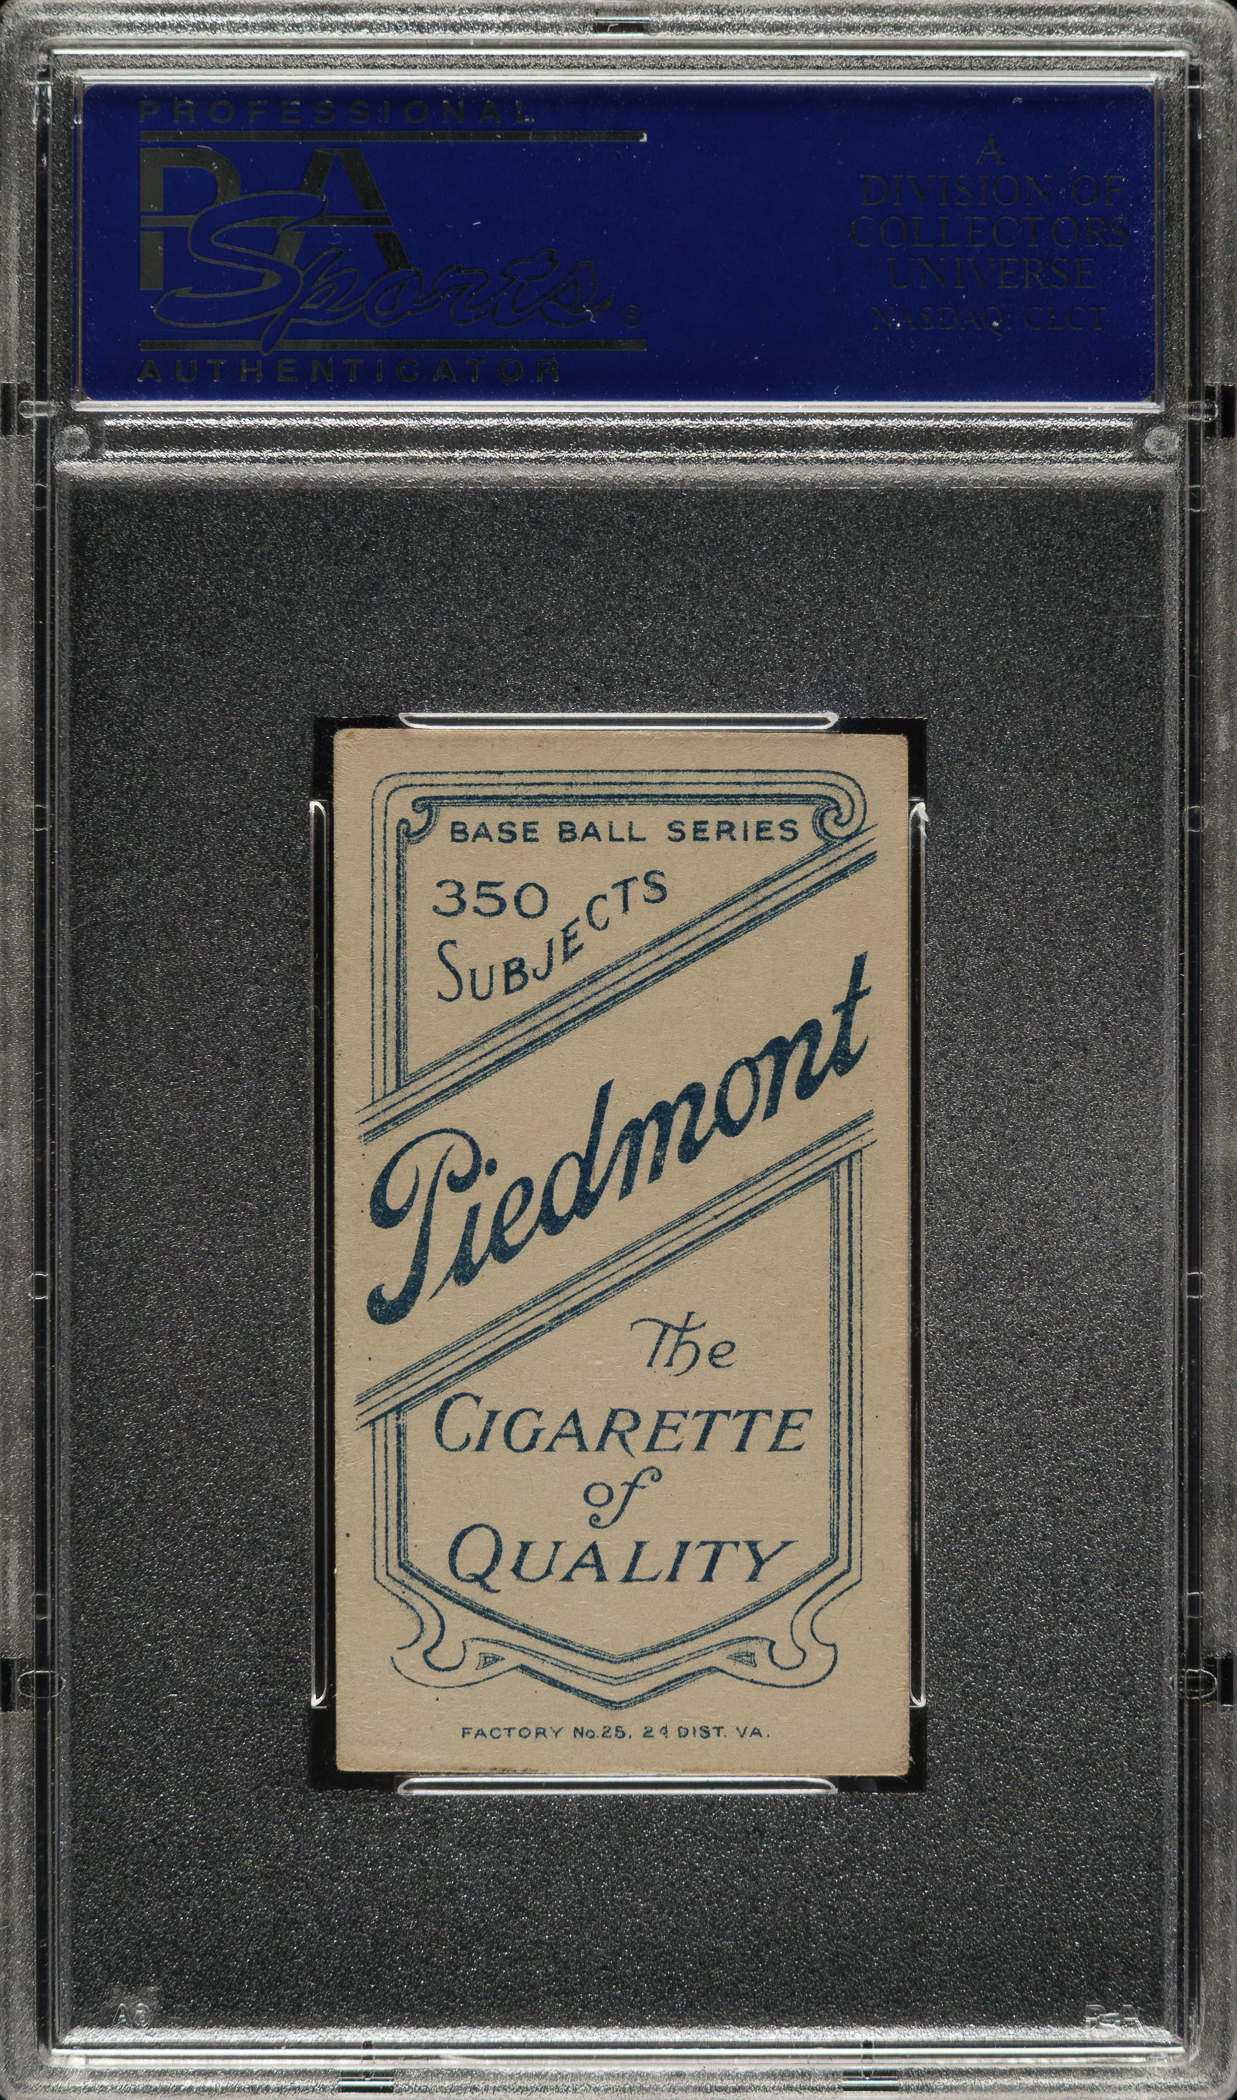 PROFESSIONAL
PSA
Sports®
AUTHENTICATOR
A
DIVISION OF
COLLECTORS
UNIVERSE
NASDAQ: CLCT
BASE BALL SERIES
350
SUBJECTS
Piedmont
The
CIGARETTE
of
QUALITY
FACTORY No.25, 2d DIST. VA.
PSA